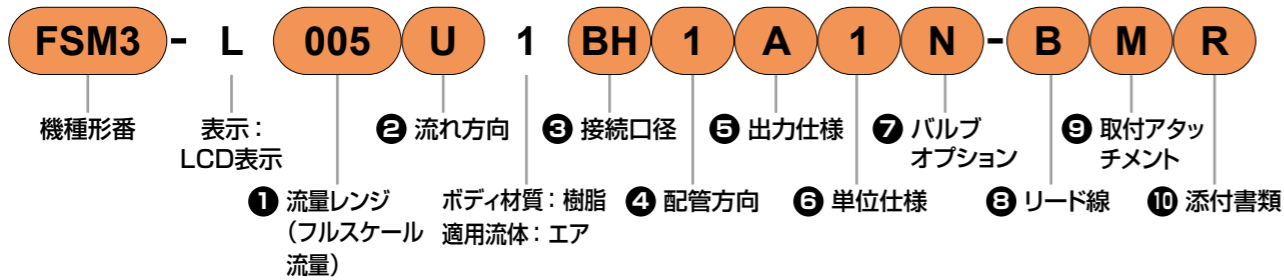 FSM3 - L 005 U 1 BH 1 A 1 N - B M R
機種形番
表示：
LCD表示
❷ 流れ方向
❸ 接続口径
❺ 出力仕様
❼ バルブ
オプション
❾ 取付アタッ
チメント
❶ 流量レンジ
（フルスケール
流量）
ボディ材質：樹脂
適用流体：エア
❹ 配管方向
❻ 単位仕様
❽ リード線
❿ 添付書類